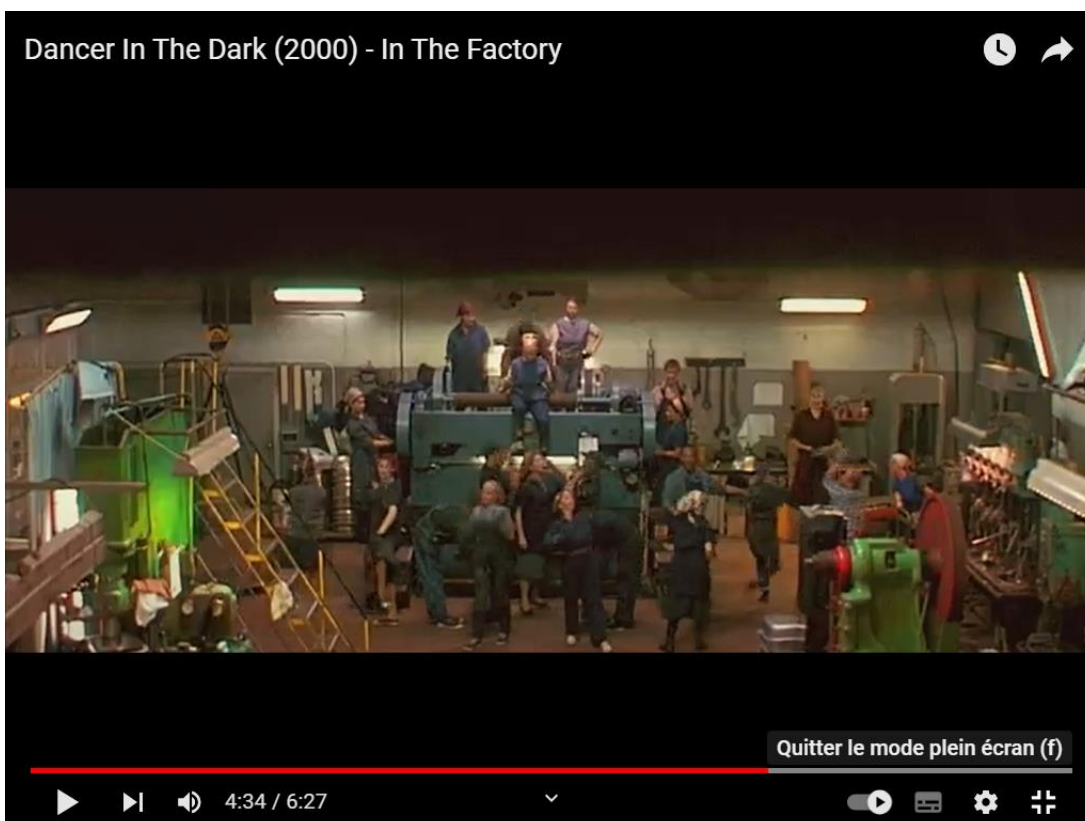 Dancer In The Dark (2000) - In The Factory
Quitter le mode plein écran (f)
4:34 / 6:27